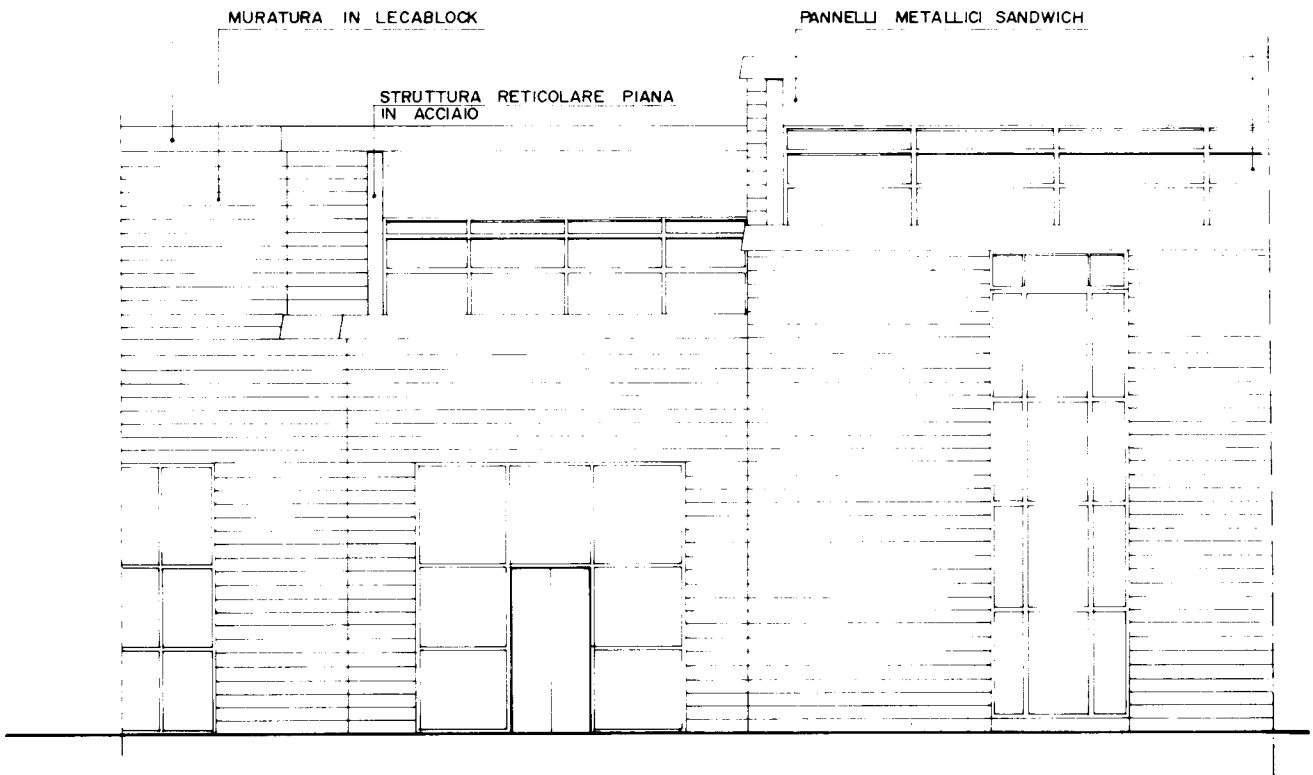 MURATURA IN LECABLOCK
PANNELLI METALLICI SANDWICH
STRUTTURA RETICOLARE PIANA
IN ACCIAIO